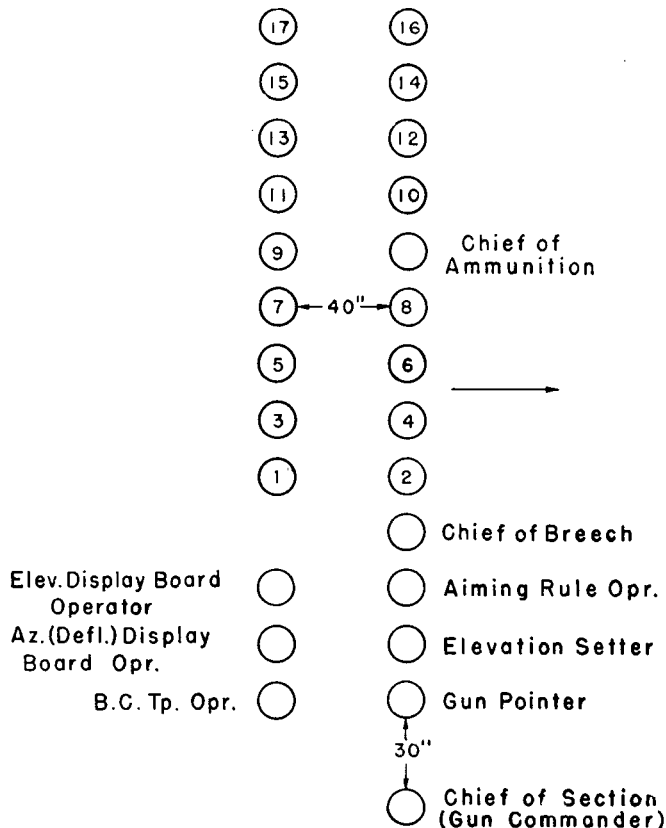 17 16
15 14
13 12
11 10
9 Chief of
Ammunition
7 40" 8
5 6
3 4
1 2
Chief of Breech
Elev. Display Board
Operator
Aiming Rule Opr.
Az.(Defl.) Display
Board Opr.
Elevation Setter
B.C. Tp. Opr.
Gun Pointer
30"
Chief of Section
(Gun Commander)